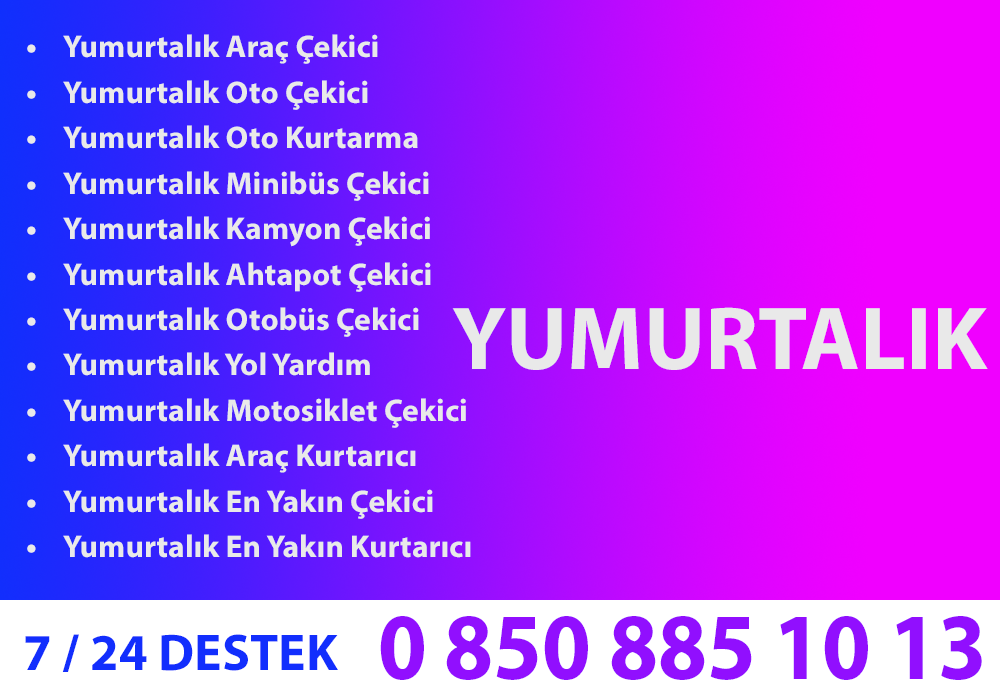 • Yumurtalık Araç Çekici
• Yumurtalık Oto Çekici
• Yumurtalık Oto Kurtarma
• Yumurtalık Minibüs Çekici
• Yumurtalık Kamyon Çekici
• Yumurtalık Ahtapot Çekici
• Yumurtalık Otobüs Çekici
• Yumurtalık Yol Yardım
• Yumurtalık Motosiklet Çekici
• Yumurtalık Araç Kurtarıcı
• Yumurtalık En Yakın Çekici
• Yumurtalık En Yakın Kurtarıcı
YUMURTALIK
7 / 24 DESTEK 0 850 885 10 13